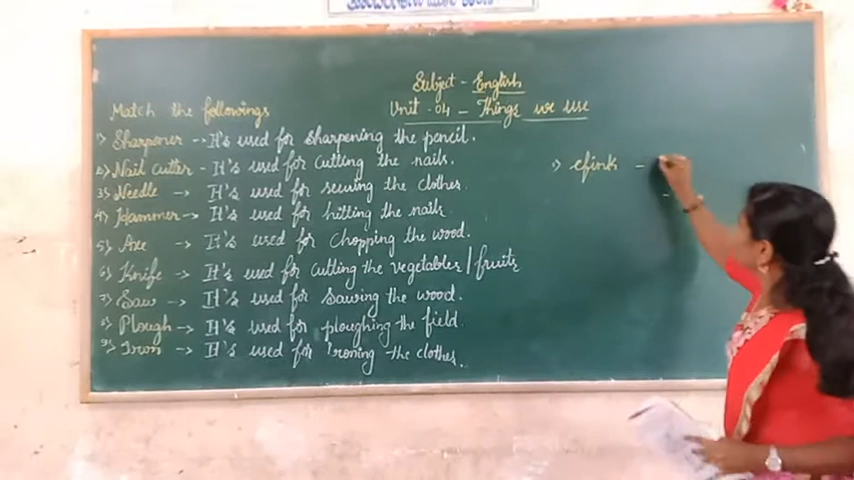 Subject - English
Unit - 04 - Things we use
Match the followings
1) Sharpener -> It's used for sharpening the pencil.
2) Nail cutter - It's used for cutting the nails.
3) Needle -> It's used for sewing the clothes.
4) Hammer -> It's used for hitting the nails.
5) Axe -> It's used for chopping the wood.
6) Knife -> It's used for cutting the vegetables / fruits
7) Saw -> It's used for sawing the wood.
8) Plough -> It's used for ploughing the field.
9) Iron -> It's used for Ironing the clothes.
1) cfink -